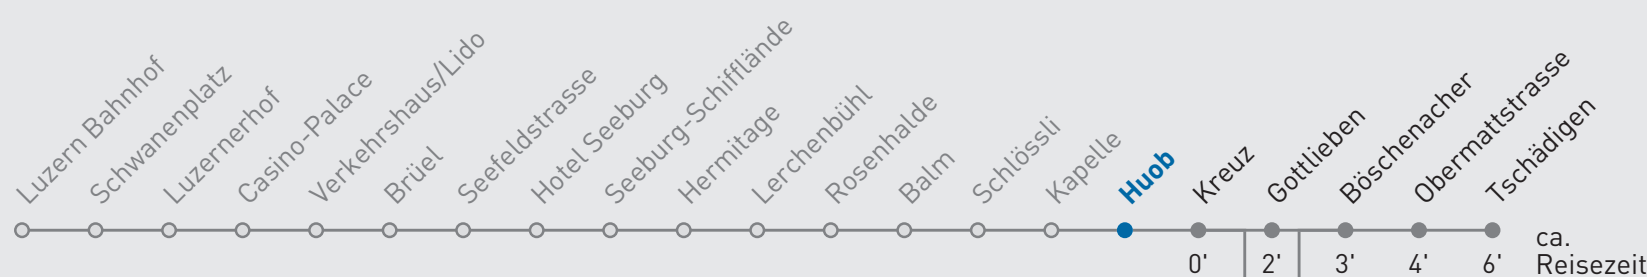 Luzern Bahnhof
Schwanenplatz
Luzernerhof
Casino-Palace
Verkehrshaus/Lido
Brüel
Seefeldstrasse
Hotel Seeburg
Seeburg-Schifflände
Hermitage
Lerchenbühl
Rosenhalde
Balm
Schlössli
Kapelle
Huob
Kreuz
Gottlieben
Böschenacher
Obermattstrasse
Tschädigen
0' 2' 3' 4' 6'
ca.
Reisezeit